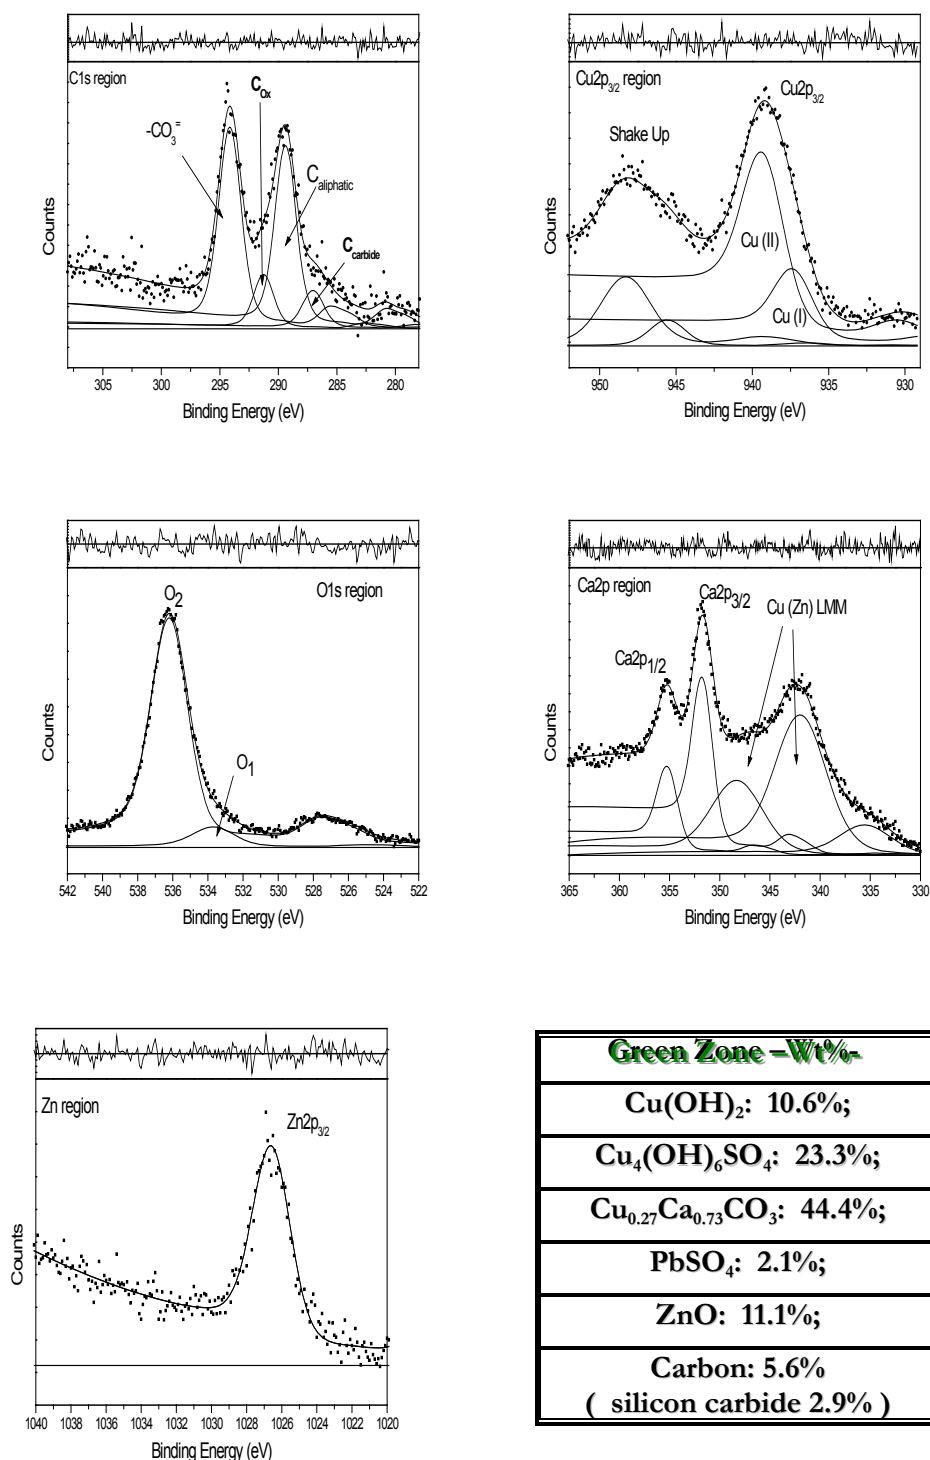 C1s region
C_Ox
-CO3^=
C aliphatic
C carbide
Counts
305 300 295 290 285 280
Binding Energy (eV)
Cu2p3/2 region
Cu2p3/2
Shake Up
Cu (II)
Cu (I)
Counts
950 945 940 935 930
Binding Energy (eV)
O1s region
O2
O1
Counts
542 540 538 536 534 532 530 528 526 524 522
Binding Energy (eV)
Ca2p region
Ca2p3/2
Cu (Zn) LMM
Ca2p1/2
Counts
365 360 355 350 345 340 335 330
Binding Energy (eV)
Zn region
Zn2p3/2
Counts
1040 1038 1036 1034 1032 1030 1028 1026 1024 1022 1020
Binding Energy (eV)
Green Zone –Wt%-
Cu(OH)₂: 10.6%;
Cu₄(OH)₆SO₄: 23.3%;
Cu₀.₂₇Ca₀.₇₃CO₃: 44.4%;
PbSO₄: 2.1%;
ZnO: 11.1%;
Carbon: 5.6%
( silicon carbide 2.9% )